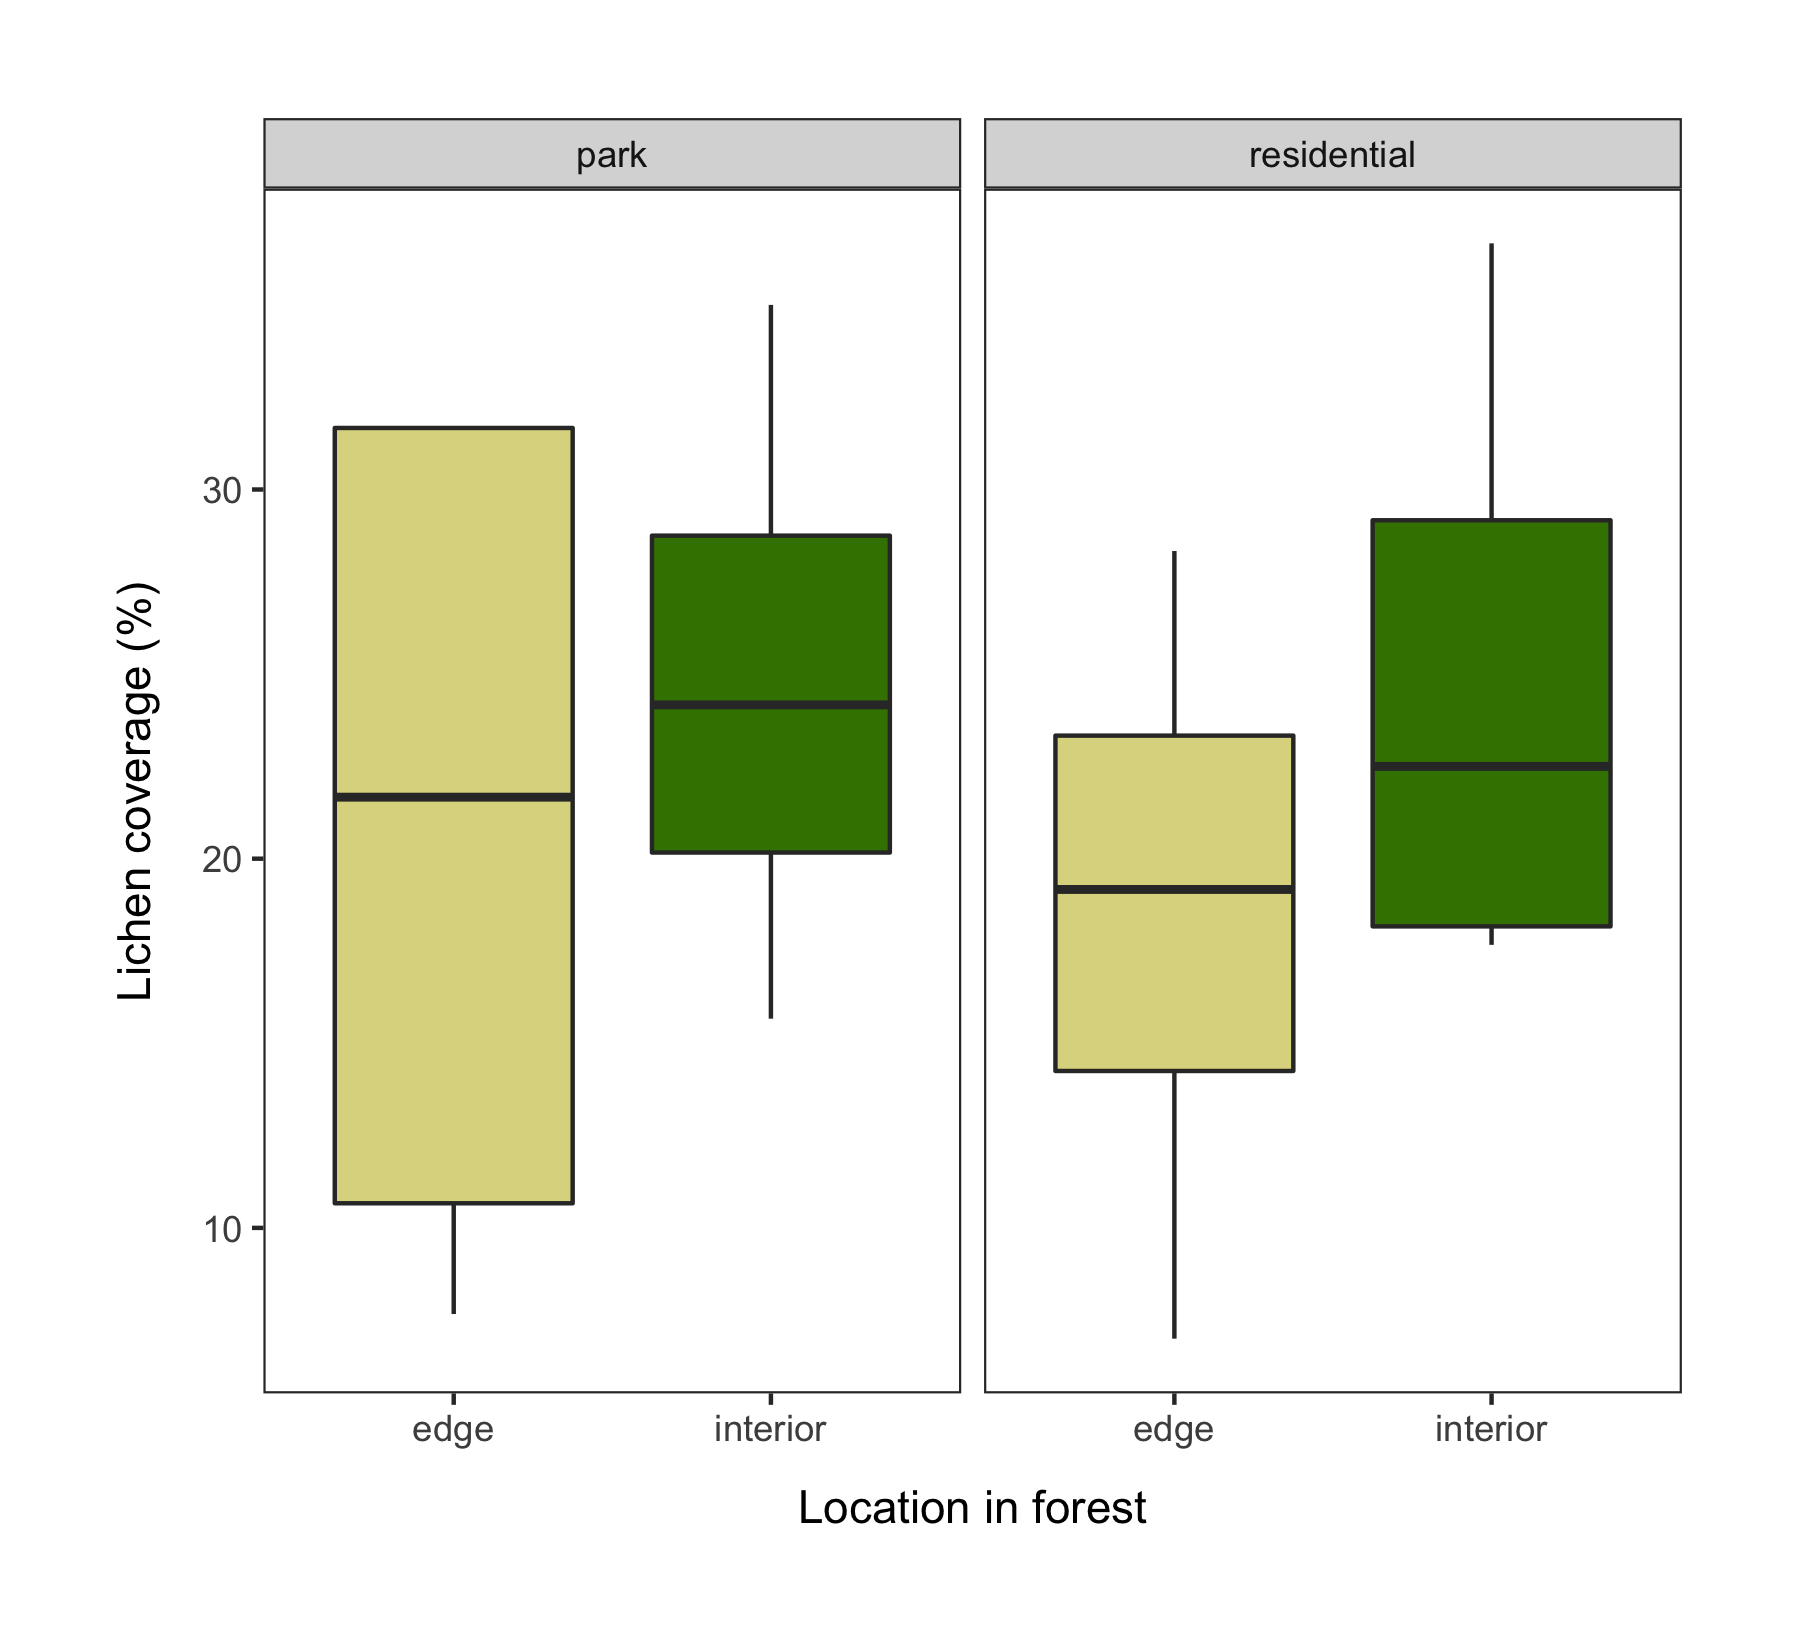 park
residential
30
20
10
Lichen coverage (%)
edge
interior
edge
interior
Location in forest